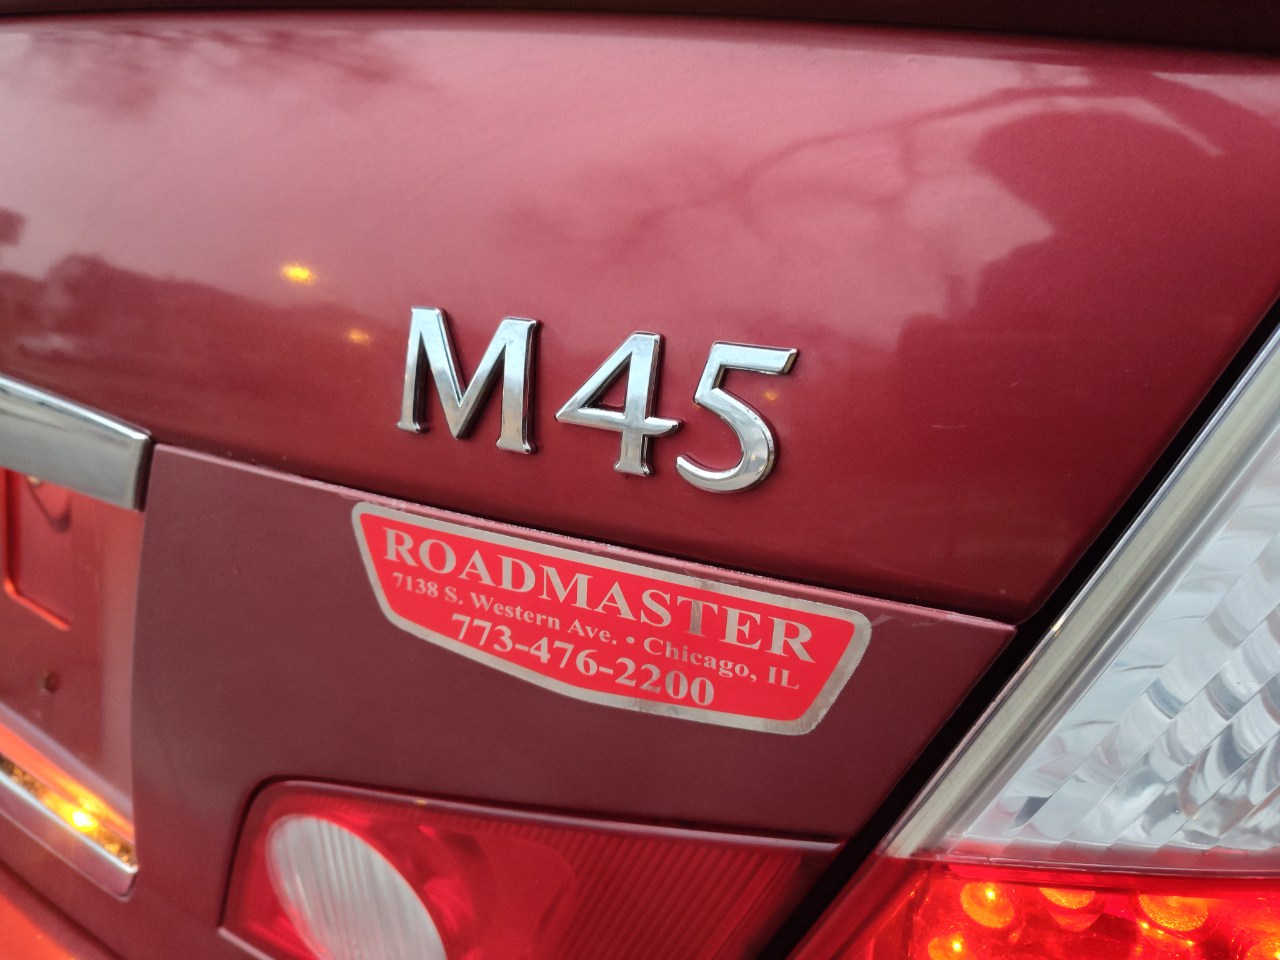 M45
ROADMASTER
7138 S. Western Ave. • Chicago, IL
773-476-2200